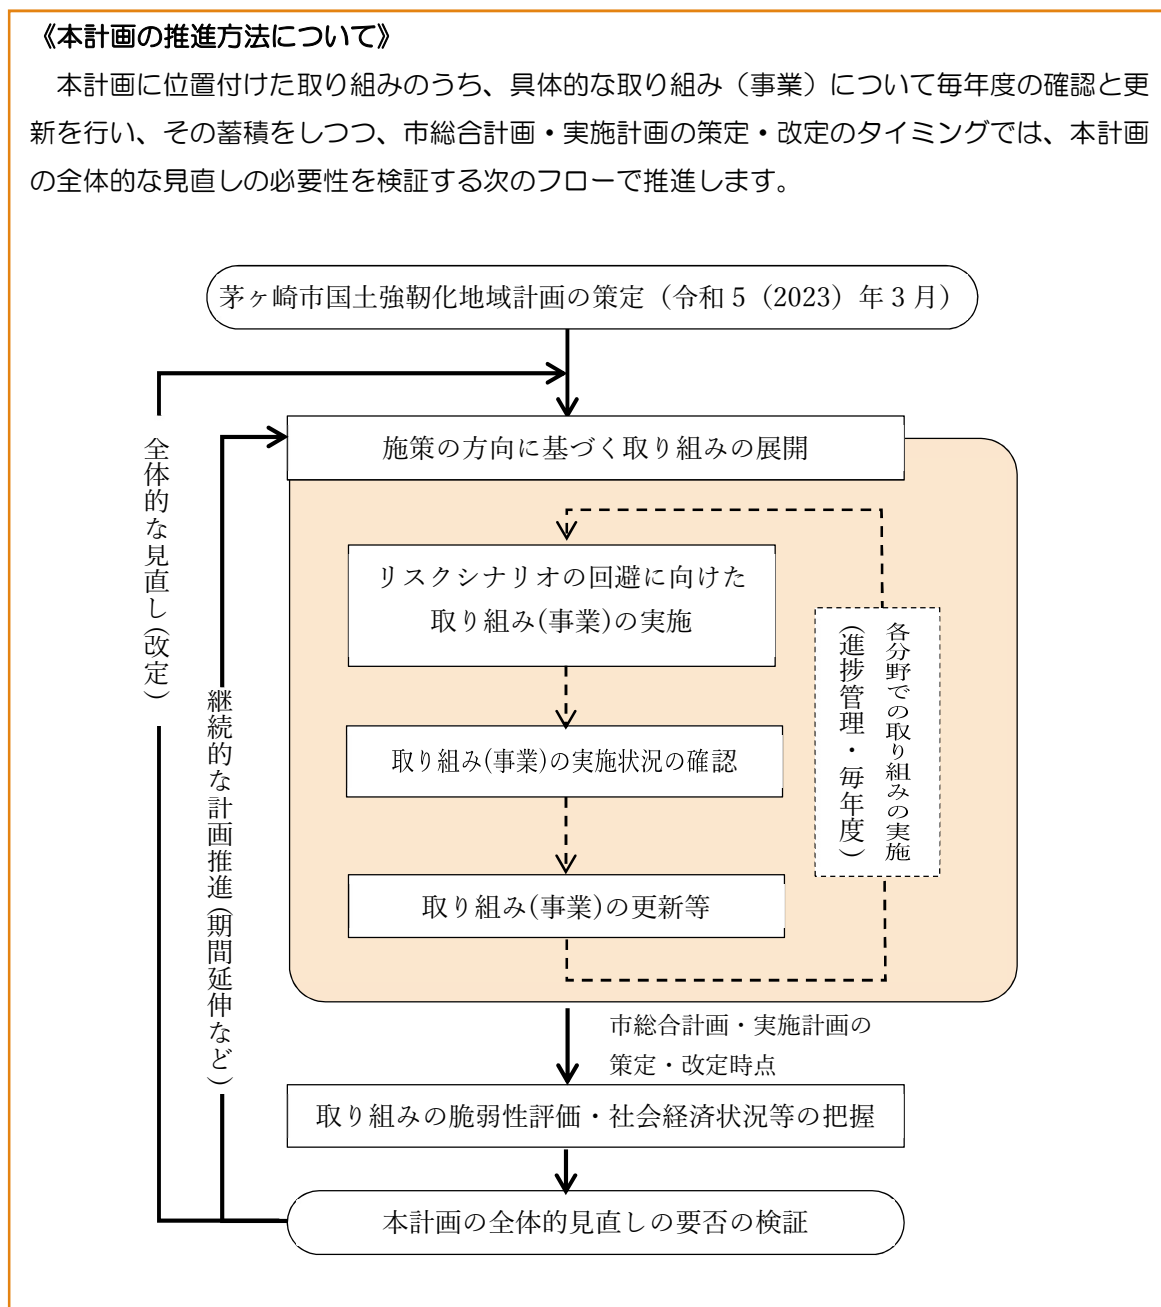 《本計画の推進方法について》
本計画に位置付けた取り組みのうち、具体的な取り組み（事業）について毎年度の確認と更
新を行い、その蓄積をしつつ、市総合計画・実施計画の策定・改定のタイミングでは、本計画
の全体的な見直しの必要性を検証する次のフローで推進します。
茅ヶ崎市国土強靭化地域計画の策定（令和５（2023）年３月）
施策の方向に基づく取り組みの展開
リスクシナリオの回避に向けた
取り組み(事業)の実施
取り組み(事業)の実施状況の確認
取り組み(事業)の更新等
各分野での取り組みの実施
（進捗管理・毎年度）
全体的な見直し（改定）
継続的な計画推進（期間延伸など）
市総合計画・実施計画の
策定・改定時点
取り組みの脆弱性評価・社会経済状況等の把握
本計画の全体的見直しの要否の検証